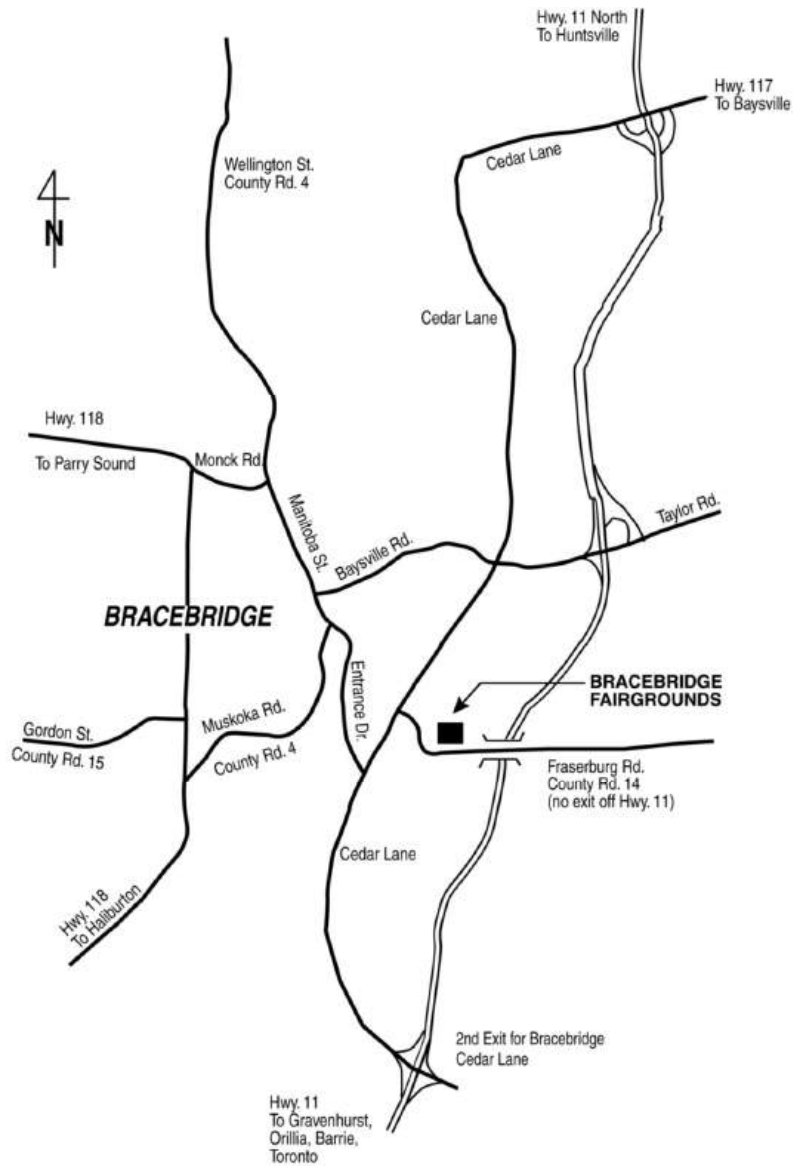 Hwy. 11 North
To Huntsville
Hwy. 117
To Baysville
Cedar Lane
Wellington St.
County Rd. 4
N
Cedar Lane
Hwy. 118
To Parry Sound
Monck Rd.
Manitoba St.
Baysville Rd.
Taylor Rd.
BRACEBRIDGE
Entrance Dr.
BRACEBRIDGE
FAIRGROUNDS
Muskoka Rd.
County Rd. 4
Gordon St.
County Rd. 15
Fraserburg Rd.
County Rd. 14
(no exit off Hwy. 11)
Cedar Lane
Hwy. 118
To Haliburton
2nd Exit for Bracebridge
Cedar Lane
Hwy. 11
To Gravenhurst,
Orillia, Barrie,
Toronto